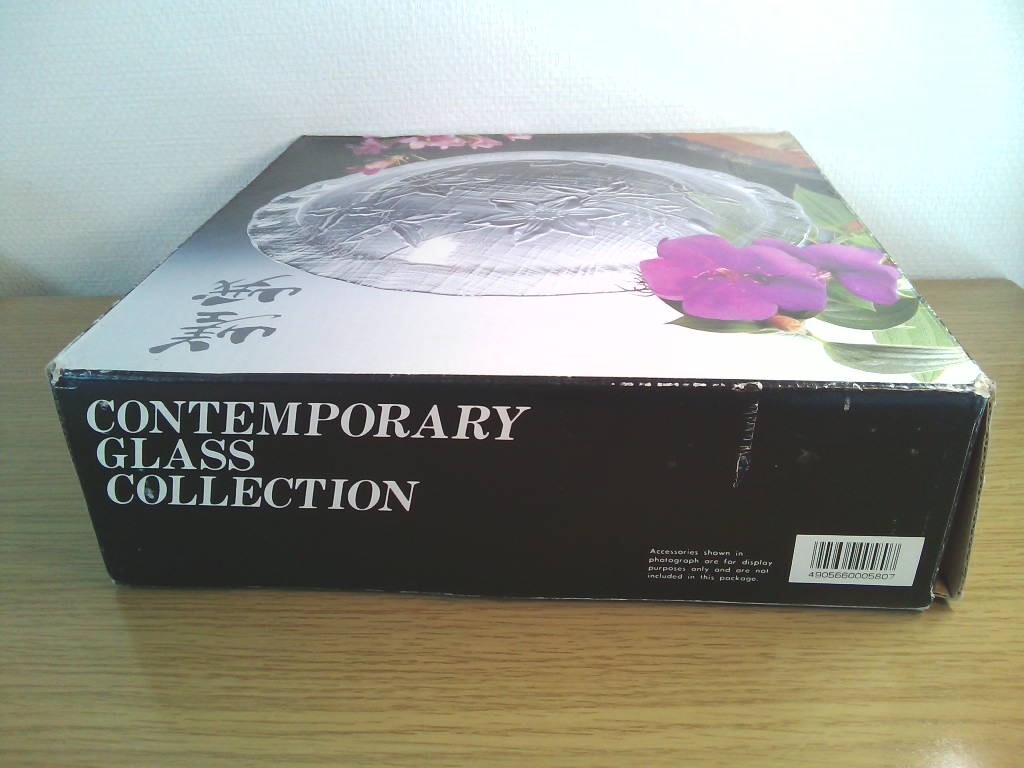 CONTEMPORARY
GLASS
COLLECTION
Accessories shown in
photograph are for display
purposes only and are not
included in this package.
4905660005807